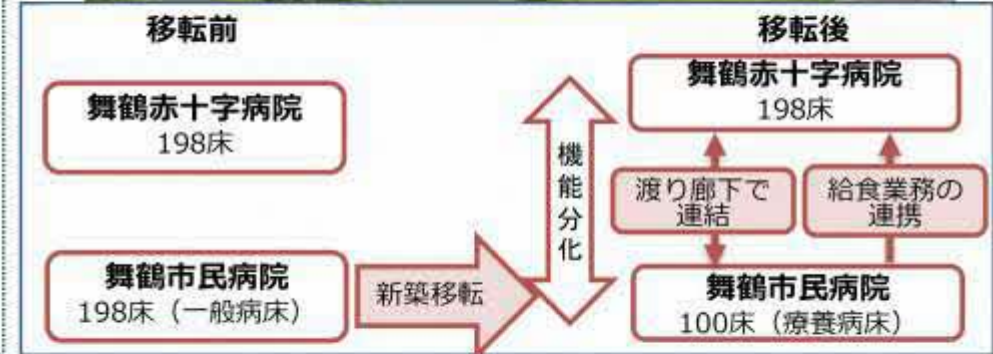 移転前
舞鶴赤十字病院
198床
舞鶴市民病院
198床（一般病床）
新築移転
機能分化
移転後
舞鶴赤十字病院
198床
渡り廊下で
連結
給食業務の
連携
舞鶴市民病院
100床（療養病床）